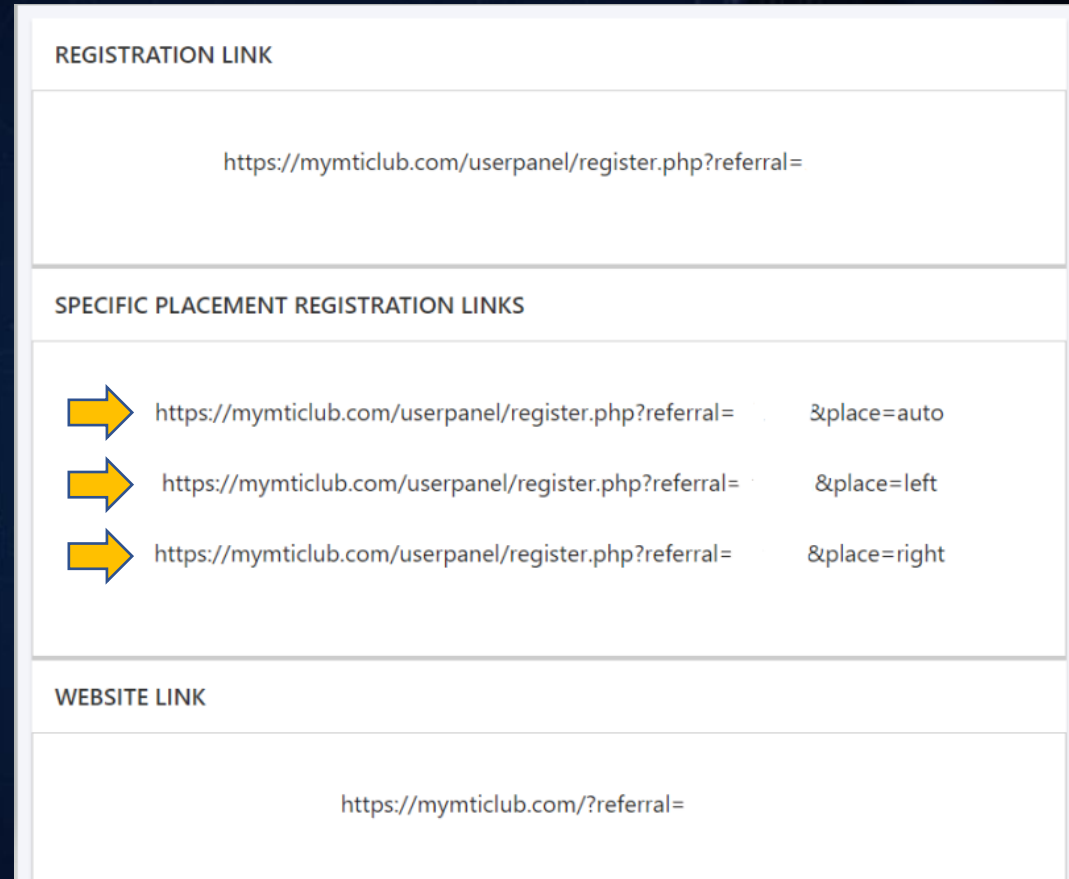 REGISTRATION LINK
https://mymticlub.com/userpanel/register.php?referral=
SPECIFIC PLACEMENT REGISTRATION LINKS
https://mymticlub.com/userpanel/register.php?referral= &place=auto
https://mymticlub.com/userpanel/register.php?referral= &place=left
https://mymticlub.com/userpanel/register.php?referral= &place=right
WEBSITE LINK
https://mymticlub.com/?referral=